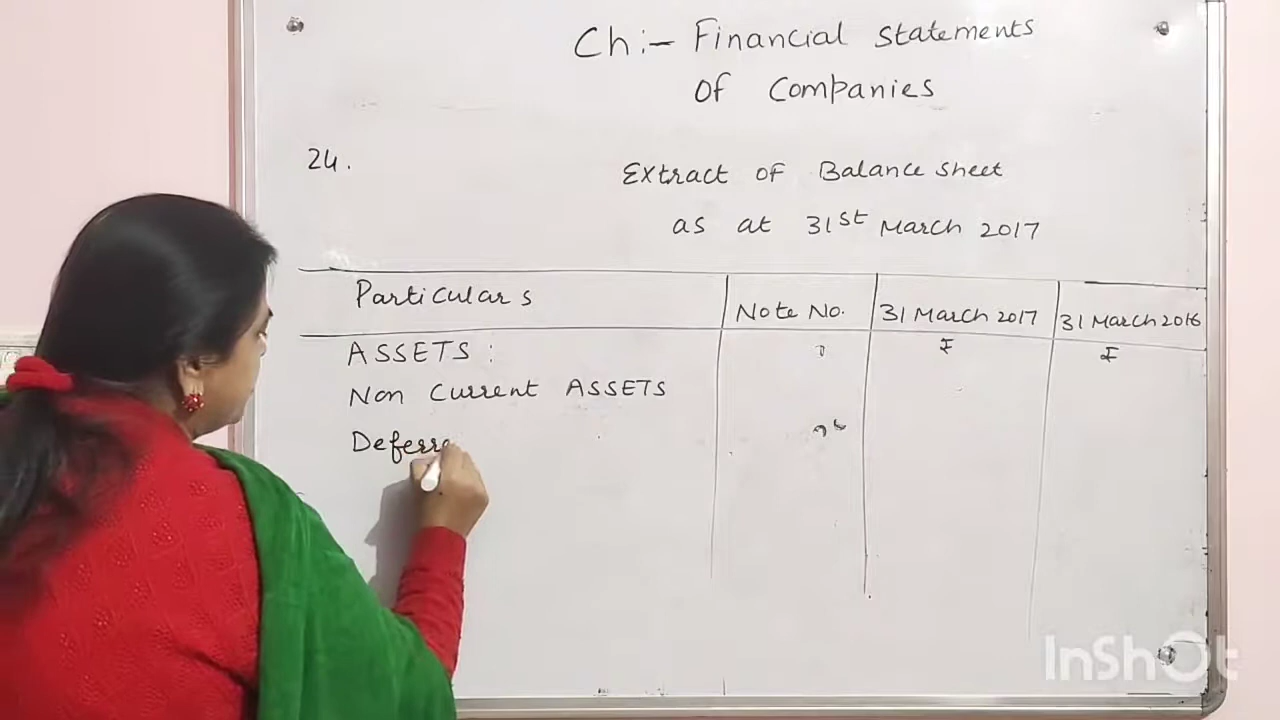 Ch:- Financial Statements
Of Companies
24.
Extract of Balance Sheet
as at 31st March 2017
Particulars
Note No.
31 March 2017
31 March 2016
ASSETS :
₹
₹
Non Current ASSETS
Deferre
InShOt